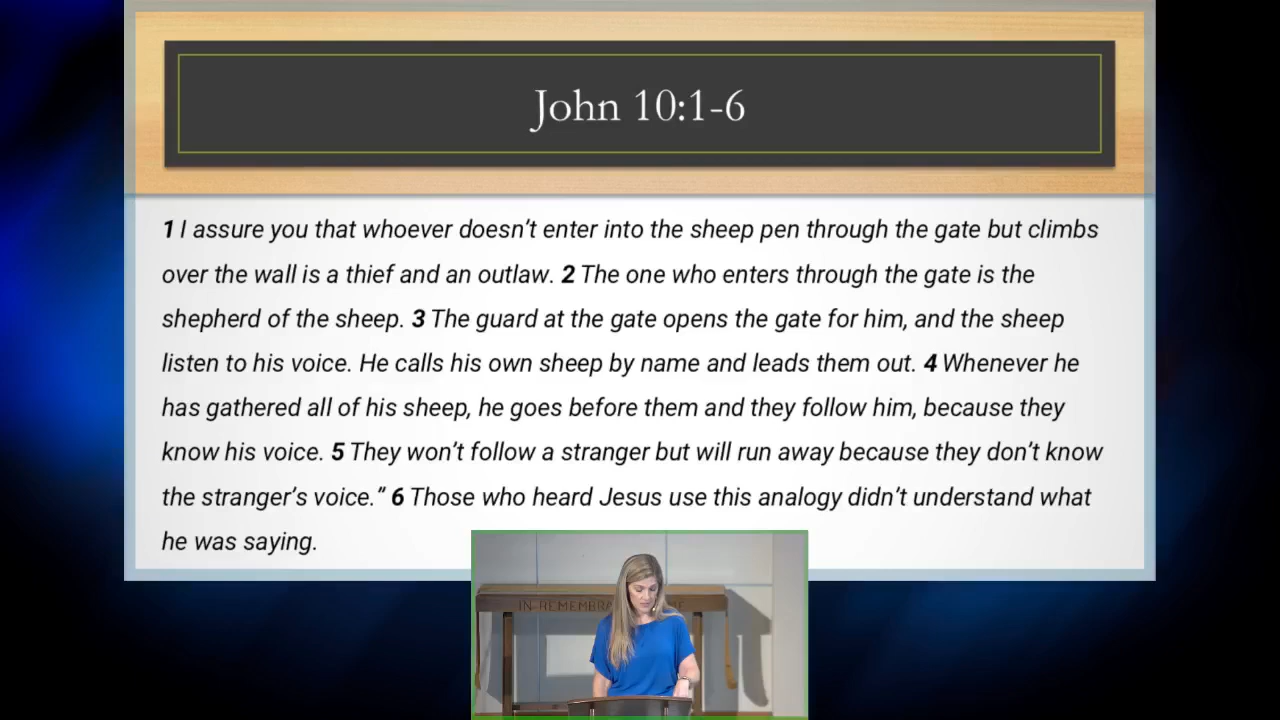 John 10:1-6
1 I assure you that whoever doesn’t enter into the sheep pen through the gate but climbs
over the wall is a thief and an outlaw. 2 The one who enters through the gate is the
shepherd of the sheep. 3 The guard at the gate opens the gate for him, and the sheep
listen to his voice. He calls his own sheep by name and leads them out. 4 Whenever he
has gathered all of his sheep, he goes before them and they follow him, because they
know his voice. 5 They won’t follow a stranger but will run away because they don’t know
the stranger’s voice.” 6 Those who heard Jesus use this analogy didn’t understand what
he was saying.
IN REMEMBRA